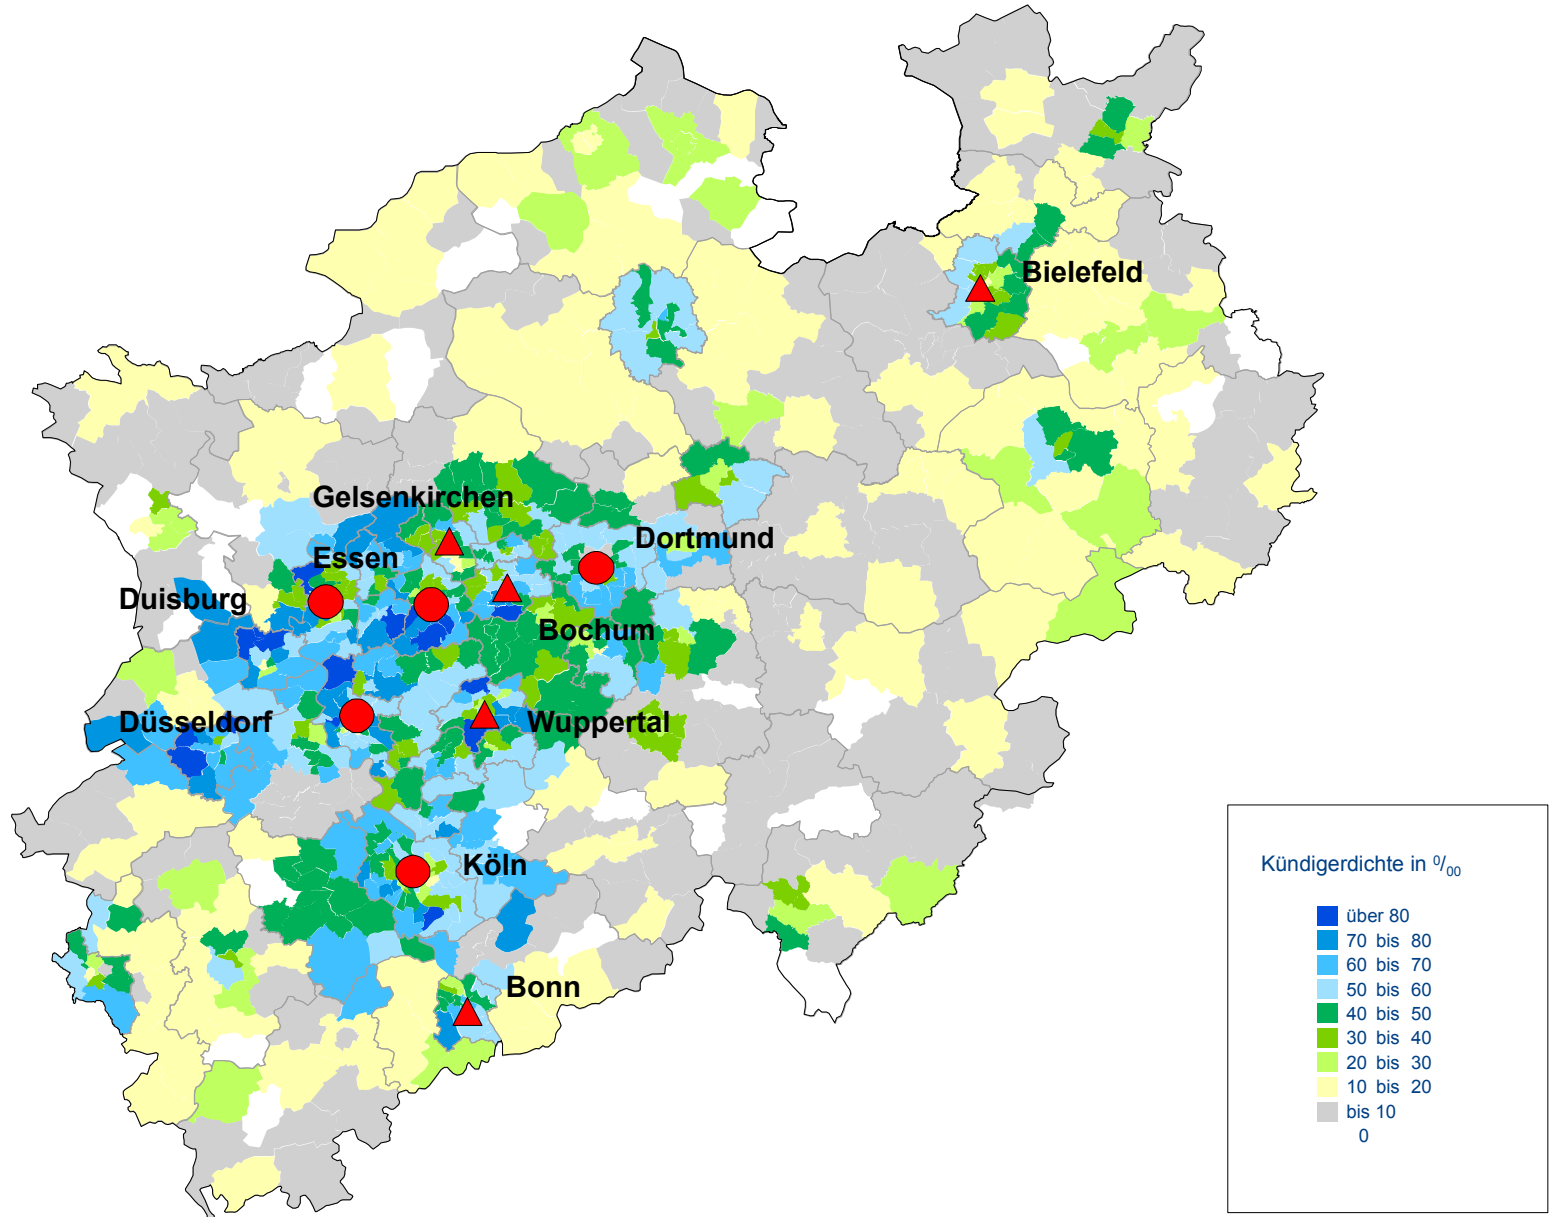 Bielefeld
Gelsenkirchen
Dortmund
Essen
Duisburg
Bochum
Düsseldorf
Wuppertal
Köln
Bonn
Kündigerdichte in 0/00
über 80
70 bis 80
60 bis 70
50 bis 60
40 bis 50
30 bis 40
20 bis 30
10 bis 20
bis 10
0